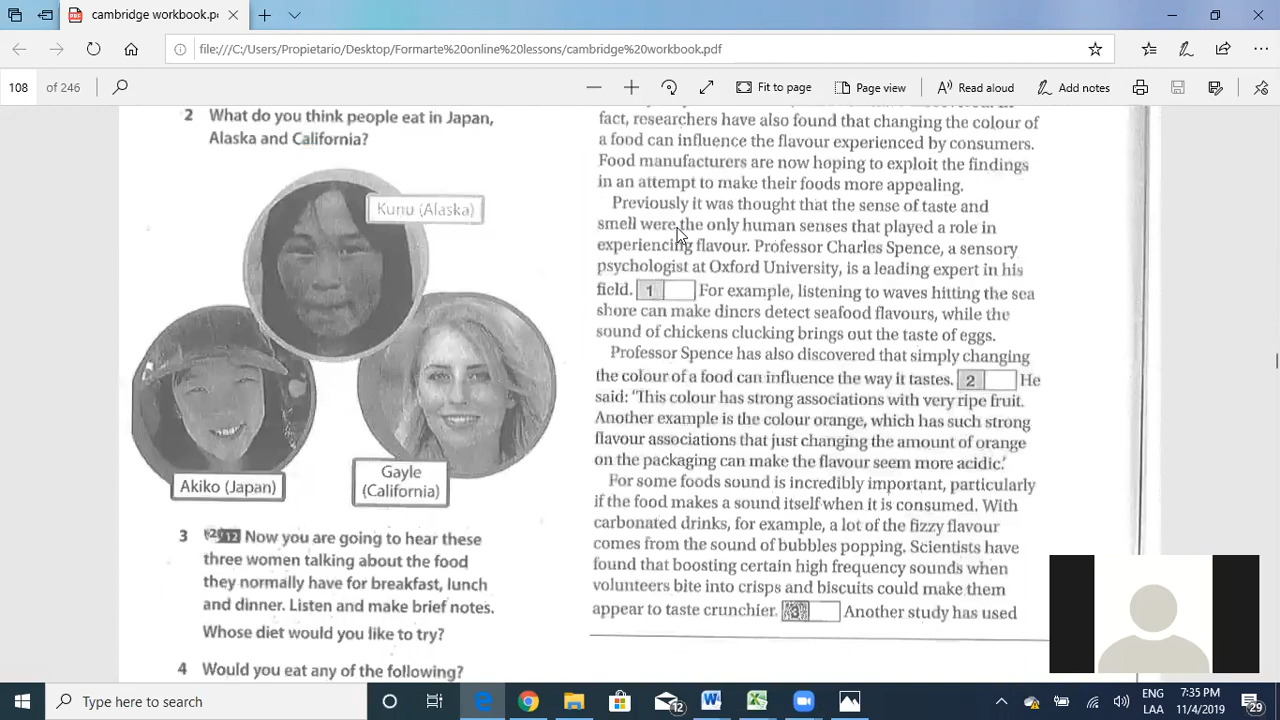 cambridge workbook.p
file:///C:/Users/Propietario/Desktop/Formarte%20online%20lessons/cambridge%20workbook.pdf
108 of 246
Fit to page
Page view
Read aloud
Add notes
2 What do you think people eat in Japan,
Alaska and California?
Kunu (Alaska)
Akiko (Japan)
Gayle
(California)
3 Now you are going to hear these
three women talking about the food
they normally have for breakfast, lunch
and dinner. Listen and make brief notes.
Whose diet would you like to try?
4 Would you eat any of the following?
fact, researchers have also found that changing the colour of
a food can influence the flavour experienced by consumers.
Food manufacturers are now hoping to exploit the findings
in an attempt to make their foods more appealing.
Previously it was thought that the sense of taste and
smell were the only human senses that played a role in
experiencing flavour. Professor Charles Spence, a sensory
psychologist at Oxford University, is a leading expert in his
field. 1 For example, listening to waves hitting the sea
shore can make diners detect seafood flavours, while the
sound of chickens clucking brings out the taste of eggs.
Professor Spence has also discovered that simply changing
the colour of a food can influence the way it tastes. 2 He
said: 'This colour has strong associations with very ripe fruit.
Another example is the colour orange, which has such strong
flavour associations that just changing the amount of orange
on the packaging can make the flavour seem more acidic.'
For some foods sound is incredibly important, particularly
if the food makes a sound itself when it is consumed. With
carbonated drinks, for example, a lot of the fizzy flavour
comes from the sound of bubbles popping. Scientists have
found that boosting certain high frequency sounds when
volunteers bite into crisps and biscuits could make them
appear to taste crunchier. 3 Another study has used
Type here to search
12
ENG
LAA
7:35 PM
11/4/2019
29